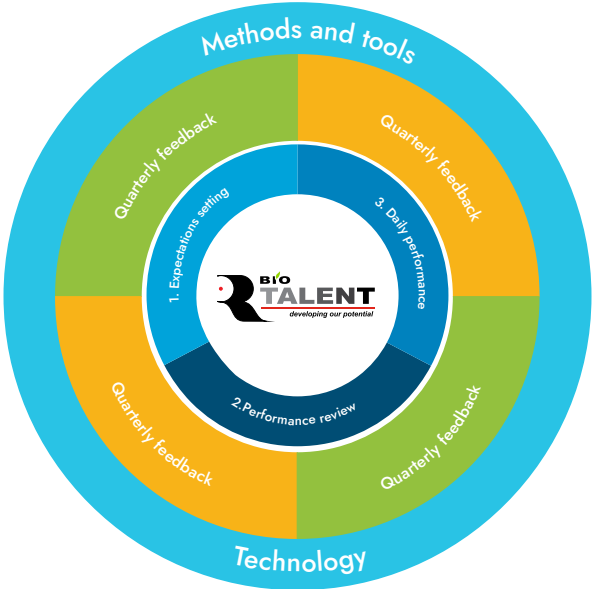 Methods and tools
Quarterly feedback
Quarterly feedback
1. Expectations setting
3. Daily performance
BIO
TALENT
developing our potential
2.Performance review
Quarterly feedback
Quarterly feedback
Technology